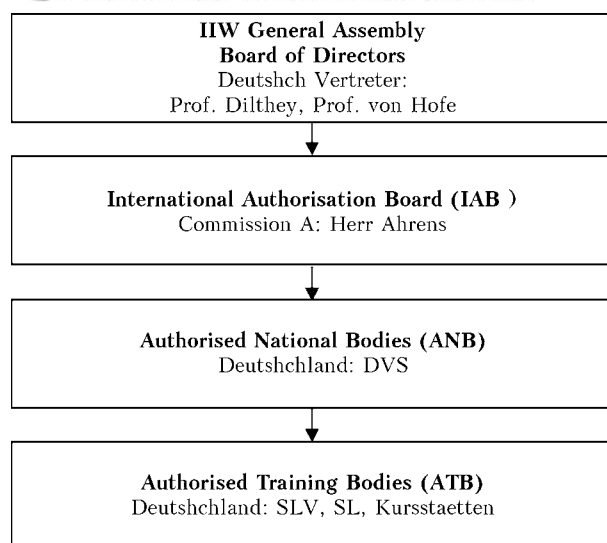 IIW General Assembly
Board of Directors
Deutshch Vertreter:
Prof. Dilthey, Prof. von Hofe
International Authorisation Board (IAB )
Commission A: Herr Ahrens
Authorised National Bodies (ANB)
Deutshchland: DVS
Authorised Training Bodies (ATB)
Deutshchland: SLV, SL, Kursstaetten